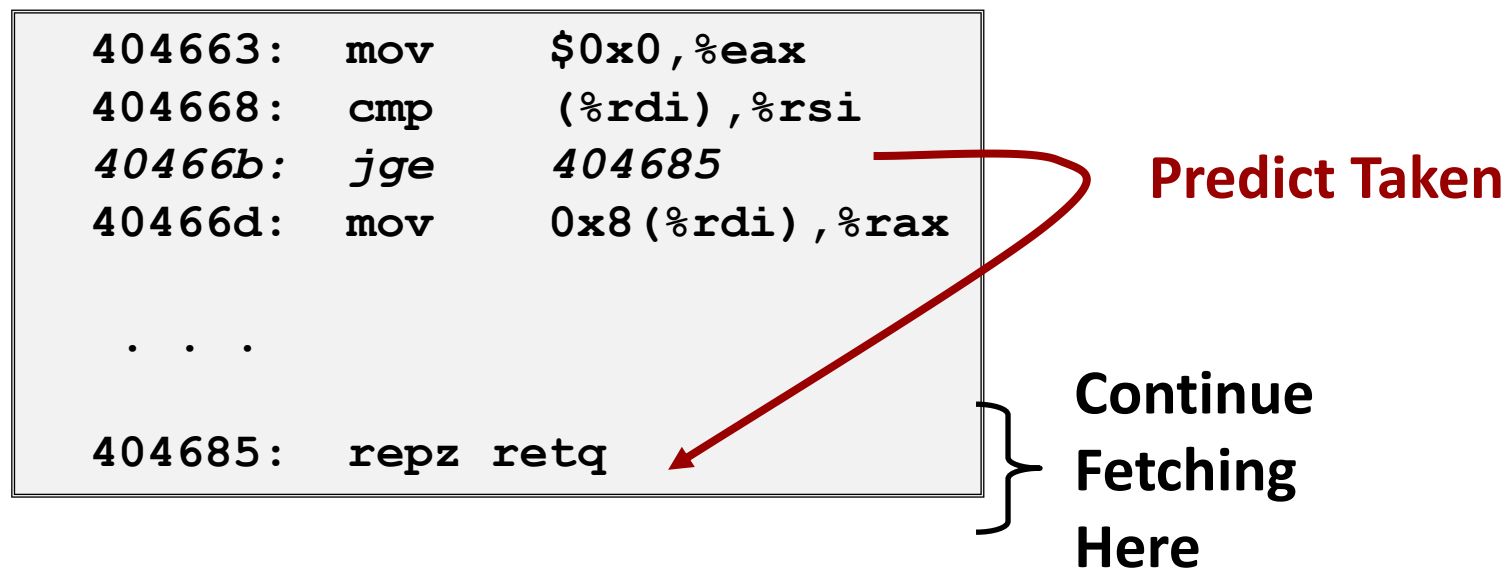 404663: mov $0x0,%eax
404668: cmp (%rdi),%rsi
40466b: jge 404685
40466d: mov 0x8(%rdi),%rax
. . .
404685: repz retq
Predict Taken
Continue
Fetching
Here